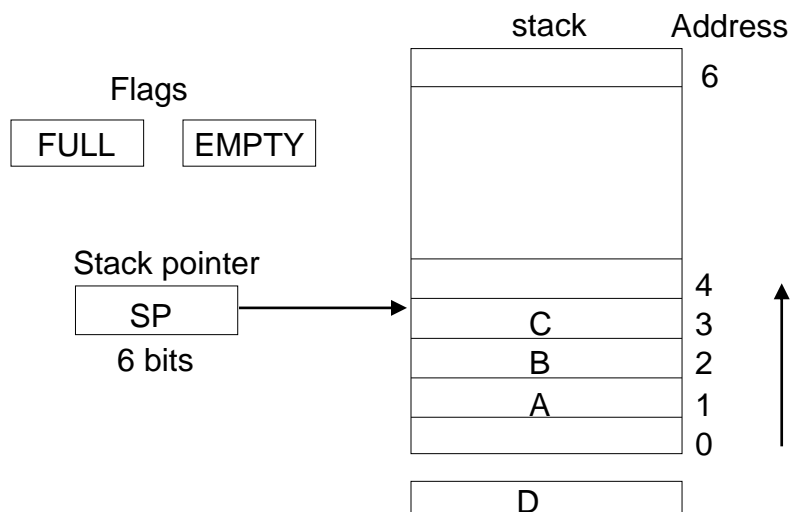 stack Address
6
Flags
FULL EMPTY
Stack pointer
4
SP
C 3
6 bits
B 2
A 1
0
D